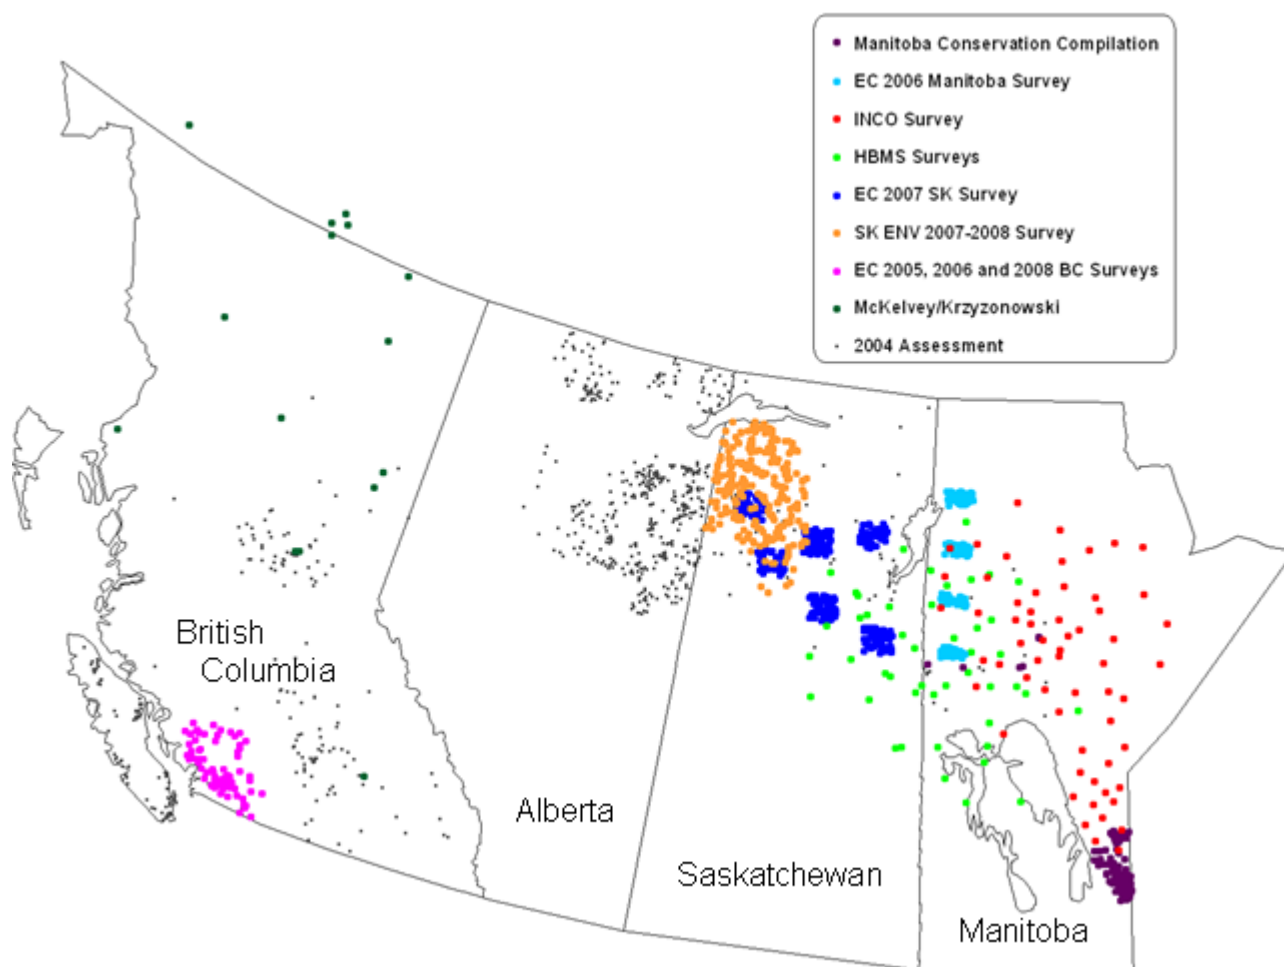 Manitoba Conservation Compilation
EC 2006 Manitoba Survey
INCO Survey
HBMS Surveys
EC 2007 SK Survey
SK ENV 2007-2008 Survey
EC 2005, 2006 and 2008 BC Surveys
McKelvey/Krzyzonowski
2004 Assessment
British
Columbia
Alberta
Saskatchewan
Manitoba